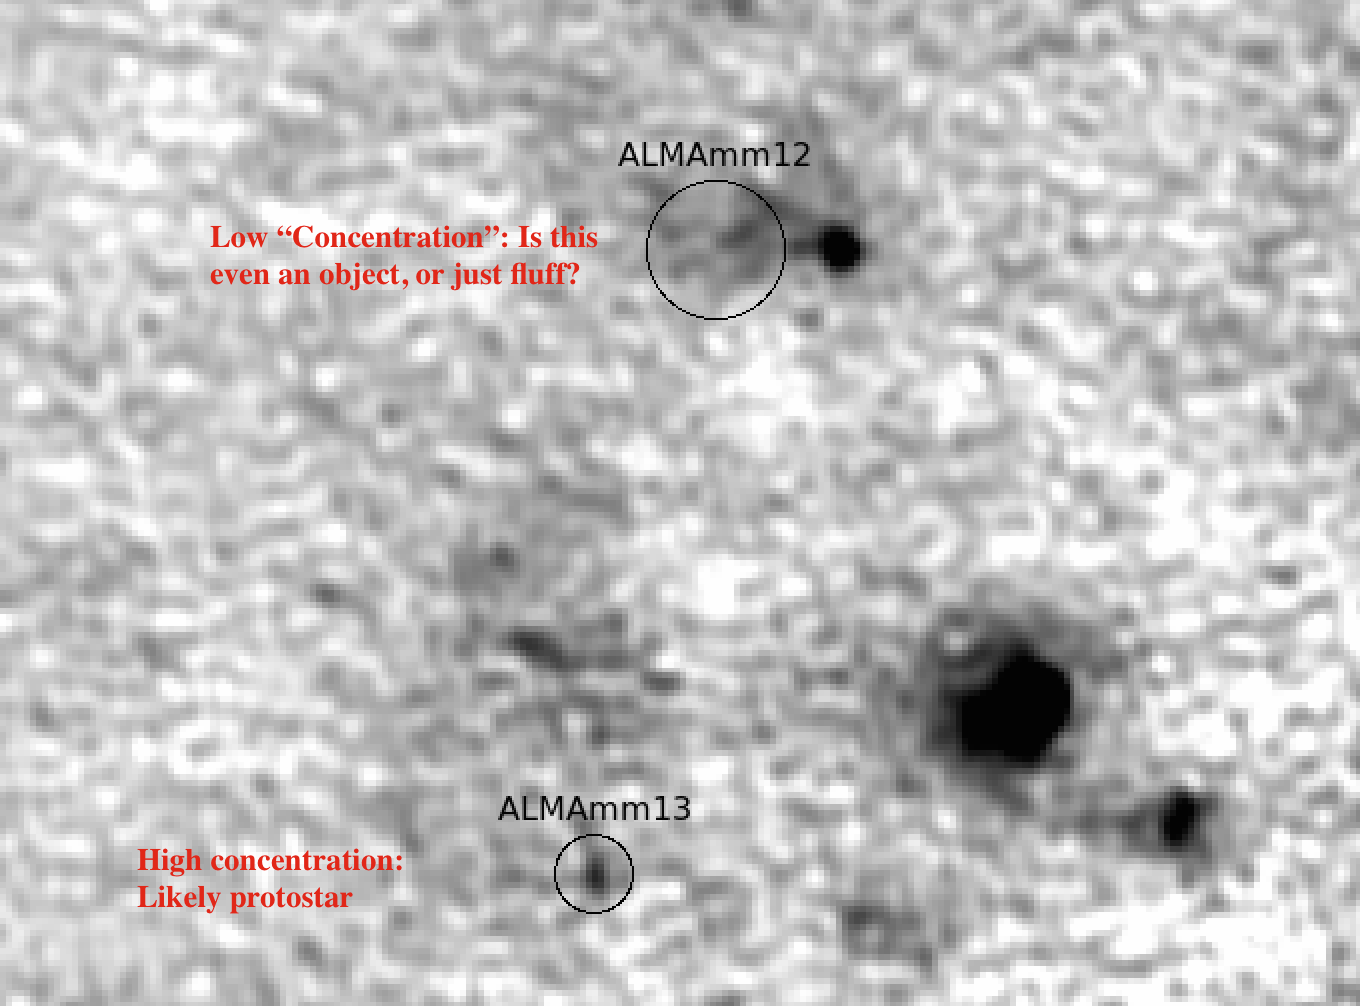 ALMAmm12
Low “Concentration”: Is this
even an object, or just fluff?
ALMAmm13
High concentration:
Likely protostar